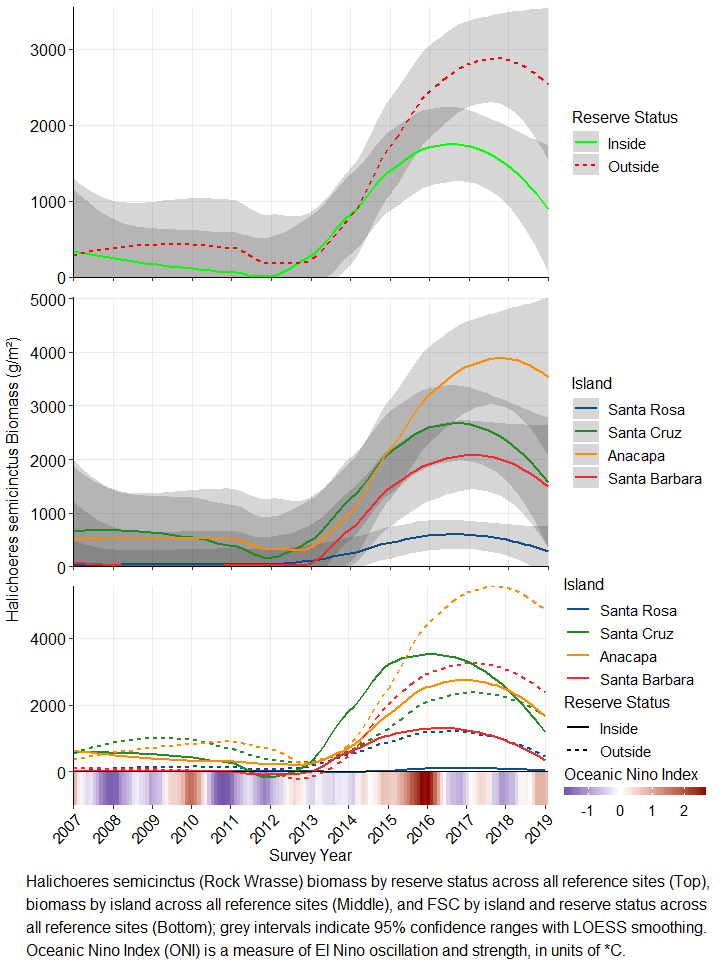 3000
2000
1000
0
Reserve Status
Inside
Outside
Halichoeres semicinctus Biomass (g/m²)
5000
4000
3000
2000
1000
0
Island
Santa Rosa
Santa Cruz
Anacapa
Santa Barbara
4000
2000
0
Island
Santa Rosa
Santa Cruz
Anacapa
Santa Barbara
Reserve Status
Inside
Outside
Oceanic Nino Index
-1 0 1 2
2007 2008 2009 2010 2011 2012 2013 2014 2015 2016 2017 2018 2019
Survey Year
Halichoeres semicinctus (Rock Wrasse) biomass by reserve status across all reference sites (Top),
biomass by island across all reference sites (Middle), and FSC by island and reserve status across
all reference sites (Bottom); grey intervals indicate 95% confidence ranges with LOESS smoothing.
Oceanic Nino Index (ONI) is a measure of El Nino oscillation and strength, in units of *C.